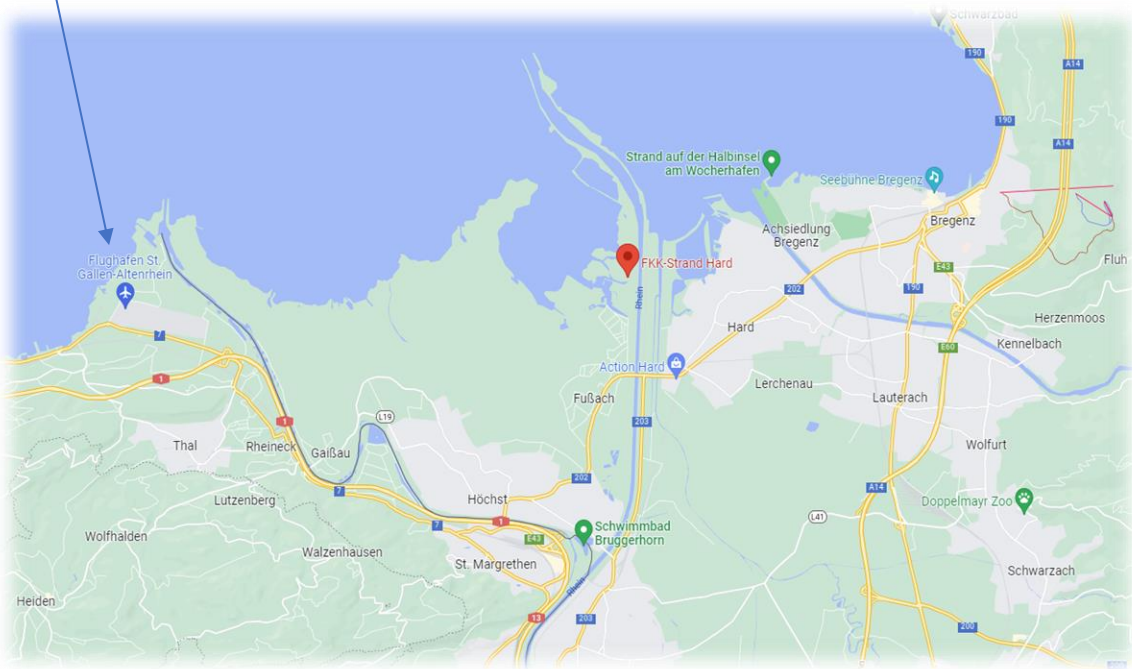 Schwarzbad
190
A14
190
A14
Strand auf der Halbinsel
am Wocherhafen
Seebühne Bregenz
Bregenz
Achsiedlung
Bregenz
Flughafen St.
Gallen-Altenrhein
FKK-Strand Hard
Rhein
E43
Fluh
202
190
7
Hard
Herzenmoos
E60
Kennelbach
Action Hard
1
Lerchenau
Fußach
Lauterach
L19
1
203
Thal
Rheineck
Gaißau
Wolfurt
202
7
A14
Lutzenberg
Höchst
Doppelmayr Zoo
1
L41
7
Schwimmbad
Bruggerhorn
Wolfhalden
E43
Walzenhausen
St. Margrethen
Schwarzach
Rhein
Heiden
13
203
200